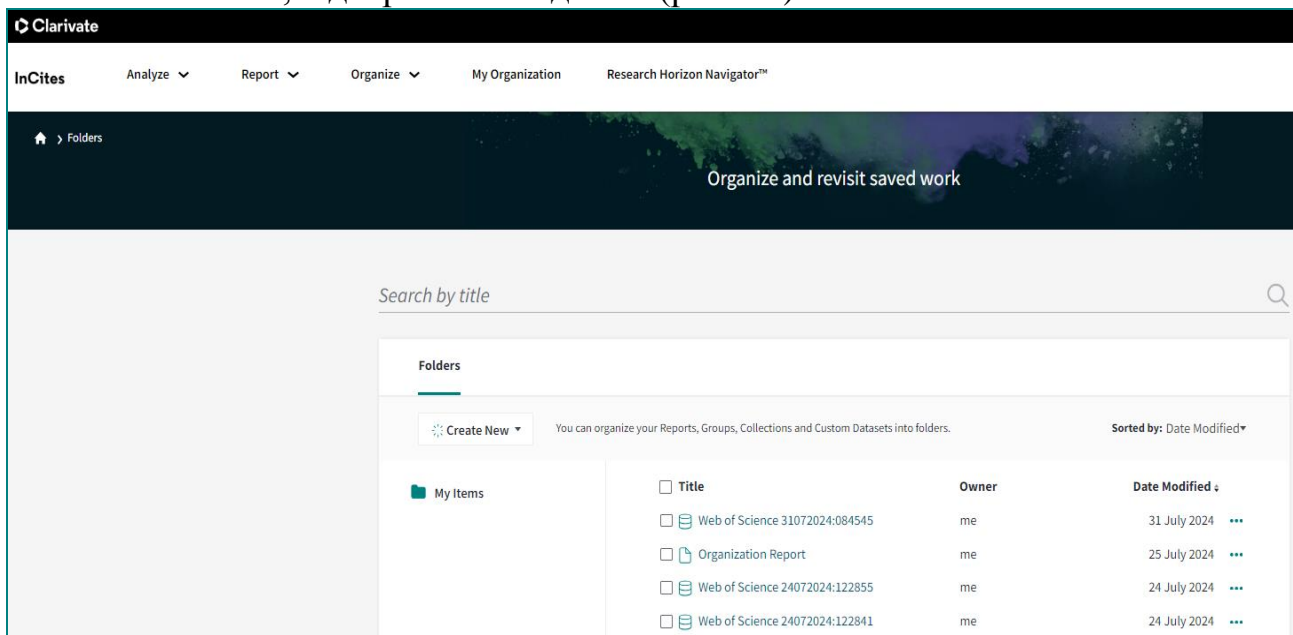 Clarivate
InCites Analyze Report Organize My Organization Research Horizon Navigator™
> Folders
Organize and revisit saved work
Search by title
Folders
Create New You can organize your Reports, Groups, Collections and Custom Datasets into folders. Sorted by: Date Modified
My Items
Title Owner Date Modified
Web of Science 31072024:084545 me 31 July 2024 •••
Organization Report me 25 July 2024 •••
Web of Science 24072024:122855 me 24 July 2024 •••
Web of Science 24072024:122841 me 24 July 2024 •••